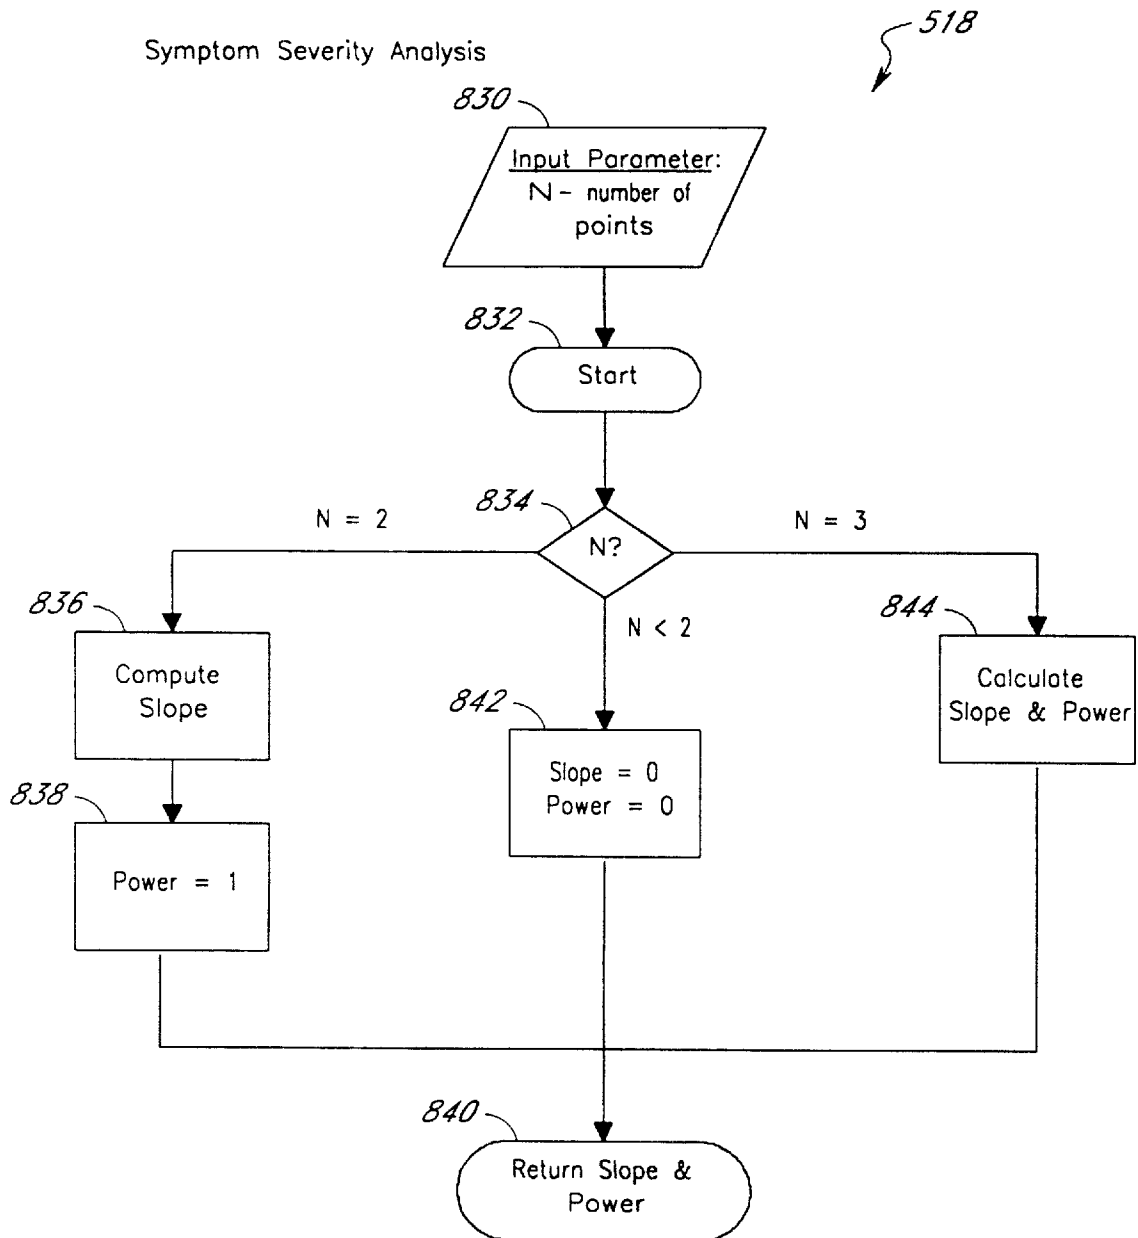 518
Symptom Severity Analysis
830
Input Parameter:
N - number of
points
832
Start
834
N = 2
N = 3
N?
836
844
N < 2
Compute
Slope
842
Calculate
Slope & Power
838
Slope = 0
Power = 0
Power = 1
840
Return Slope &
Power